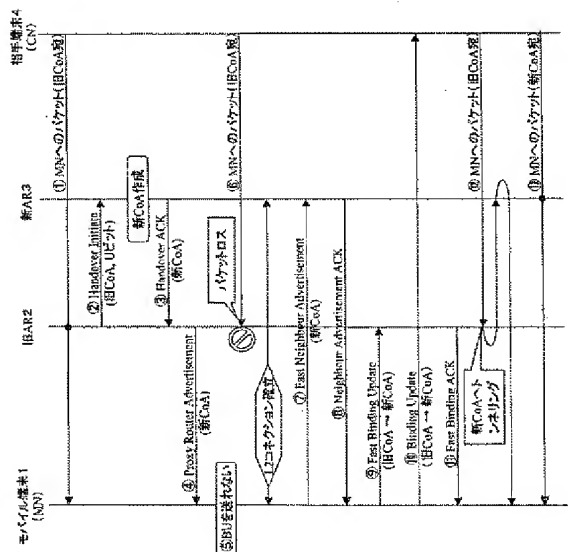 モバイル端末1
(MN)
旧AR2
新AR3
相手端末4
(CN)
① MNへのパケット(旧CoA宛)
② Handover Initiate
(旧CoA, Uビット)
新CoA作成
③ Handover ACK
(新CoA)
④ Proxy Router Advertisement
(新CoA)
⑤BUを送れない
⑥ MNへのパケット(旧CoA宛)
パケットロス
L2コネクション確立
⑦ Fast Neighbour Advertisement
(新CoA)
⑧ Neighbour Advertisement ACK
⑨ Fast Binding Update
(旧CoA → 新CoA)
⑩ Binding Update
(旧CoA → 新CoA)
⑪ Fast Binding ACK
⑫ MNへのパケット(旧CoA宛)
新CoAへト
ンネリング
⑬ MNへのパケット(新CoA宛)